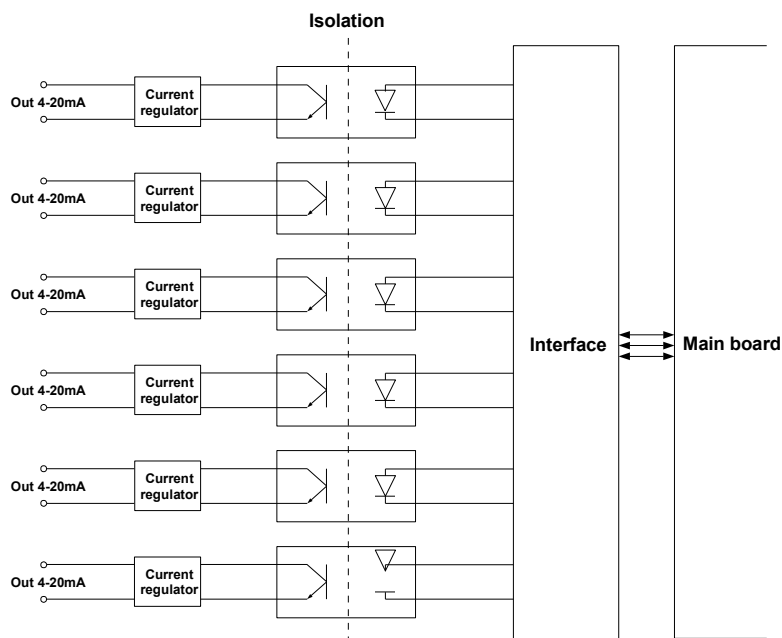 Isolation
Out 4-20mA
Current
regulator
Out 4-20mA
Current
regulator
Out 4-20mA
Current
regulator
Interface
Main board
Out 4-20mA
Current
regulator
Out 4-20mA
Current
regulator
Out 4-20mA
Current
regulator